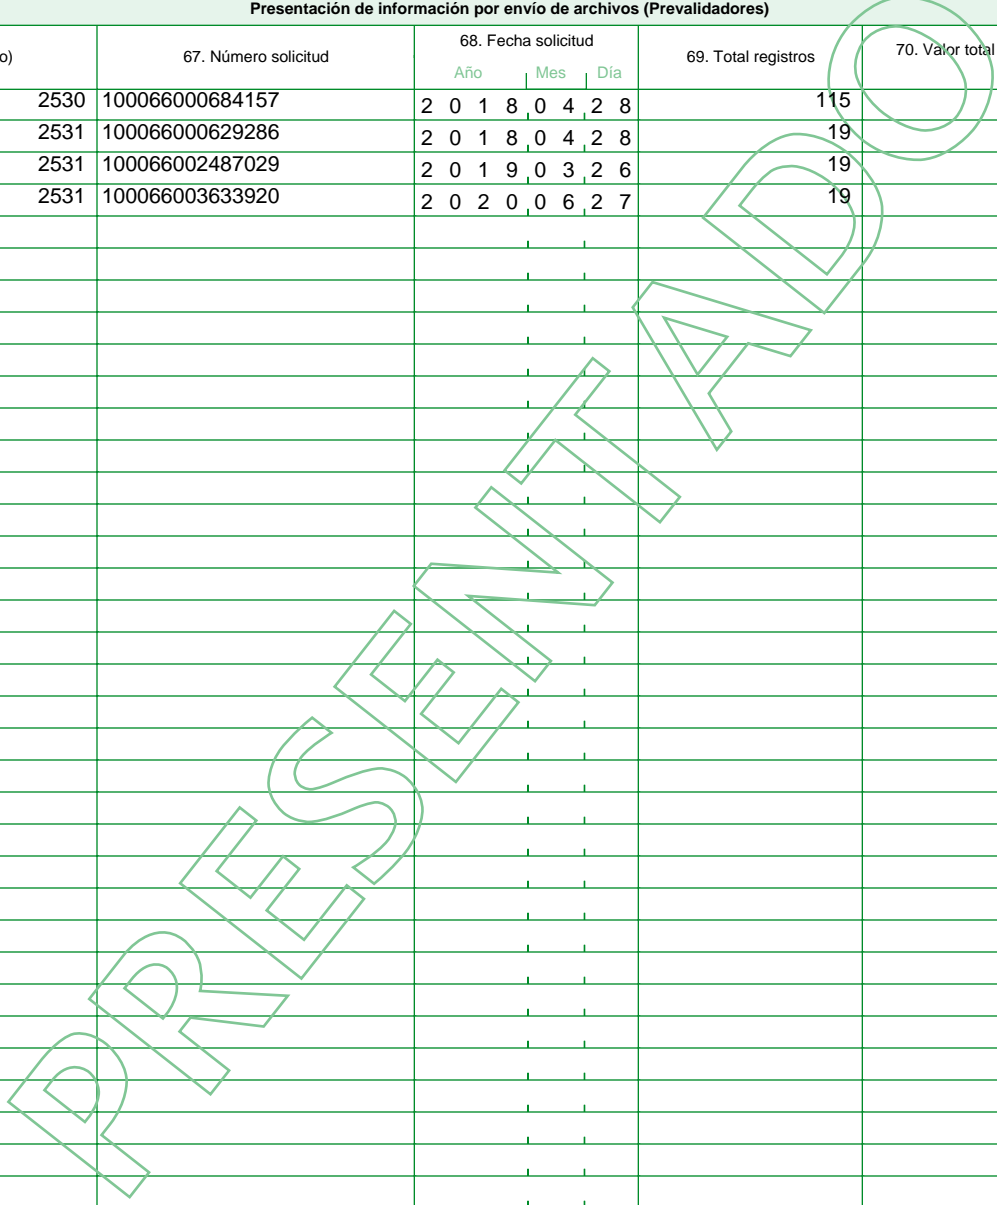 Presentación de información por envío de archivos (Prevalidadores)
o) 67. Número solicitud 68. Fecha solicitud 69. Total registros 70. Valor total
Año Mes Día
2530 100066000684157 2 0 1 8 0 4 2 8 115
2531 100066000629286 2 0 1 8 0 4 2 8 19
2531 100066002487029 2 0 1 9 0 3 2 6 19
2531 100066003633920 2 0 2 0 0 6 2 7 19
PRESENTADO